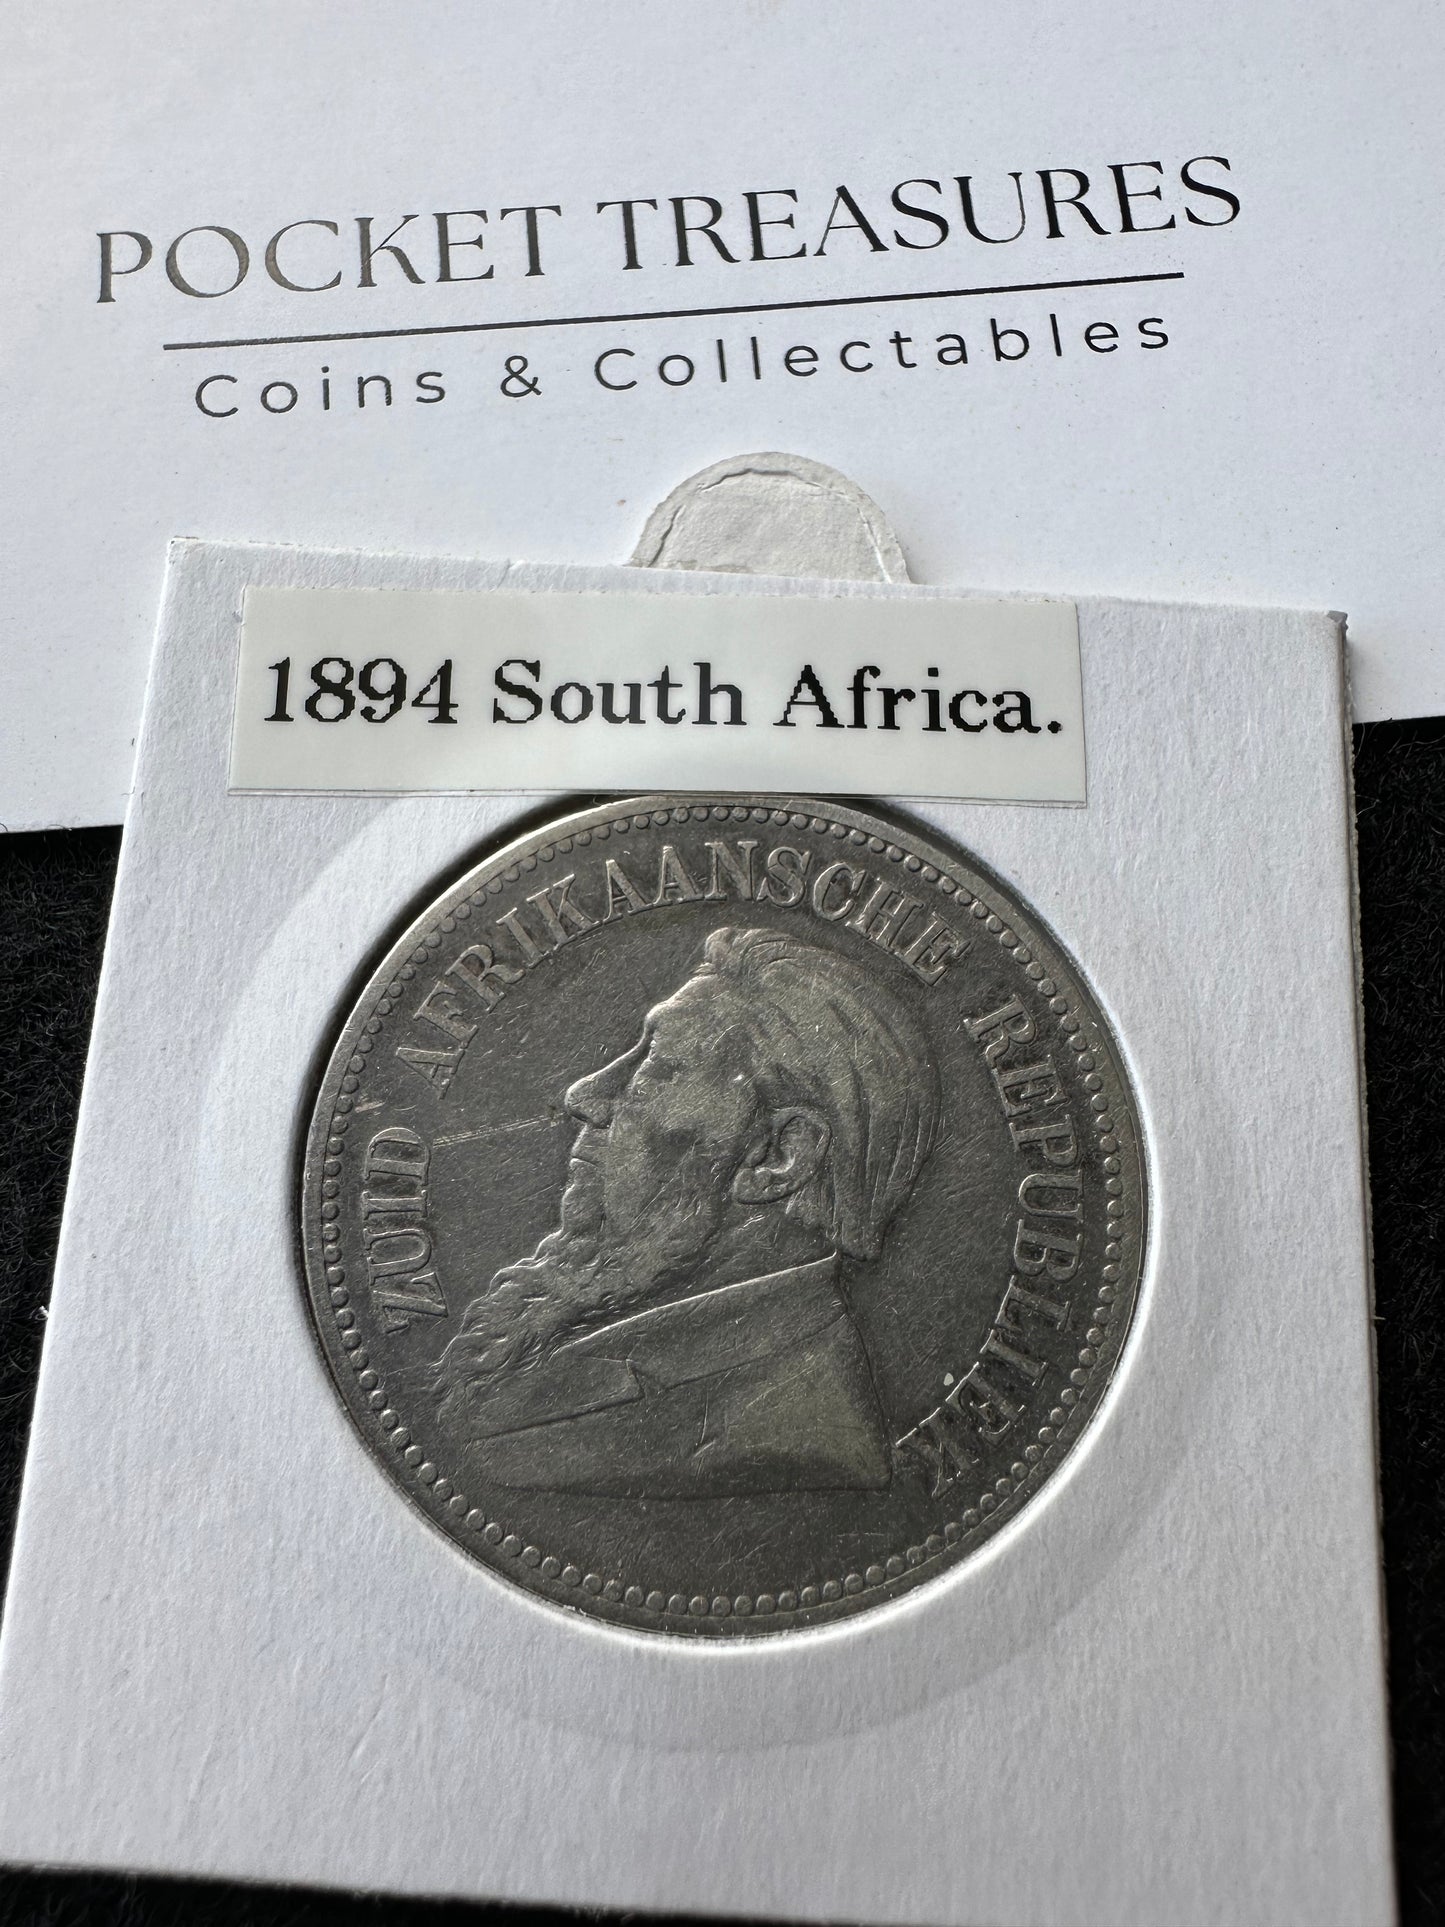 POCKET TREASURES
Coins & Collectables
1894 South Africa.
ZUID AFRIKAANSCHE REPUBLIEK